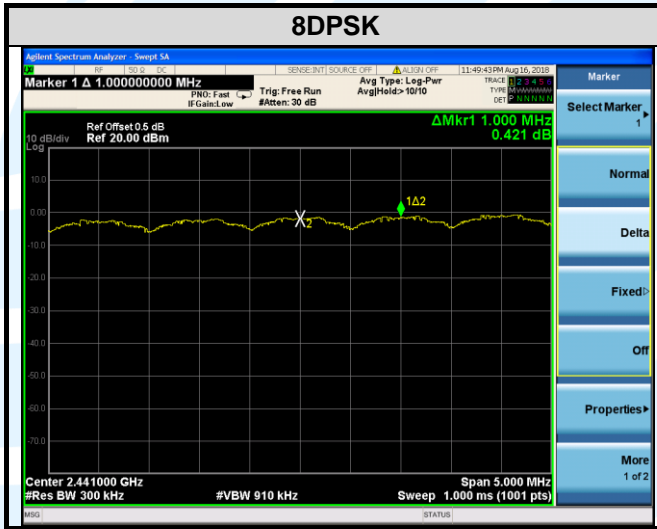 8DPSK
Agilent Spectrum Analyzer - Swept SA
RF 50 Ω DC SENSE:INT SOURCE OFF ALIGN OFF 11:49:43 PM Aug 16, 2018
Marker 1 Δ 1.000000000 MHz
PNO: Fast
IFGain:Low
Trig: Free Run
#Atten: 30 dB
Avg Type: Log-Pwr
Avg|Hold:> 10/10
TRACE 1 2 3 4 5 6
TYPE MWWWWW
DET P NNNNN
ΔMkr1 1.000 MHz
0.421 dB
Ref Offset 0.5 dB
10 dB/div Ref 20.00 dBm
Log
10.0
0.00
-10.0
-20.0
-30.0
-40.0
-50.0
-60.0
-70.0
1Δ2
2
Center 2.441000 GHz
Span 5.000 MHz
#Res BW 300 kHz
#VBW 910 kHz
Sweep 1.000 ms (1001 pts)
MSG
STATUS
Marker
Select Marker
1
Normal
Delta
Fixed
Off
Properties
More
1 of 2